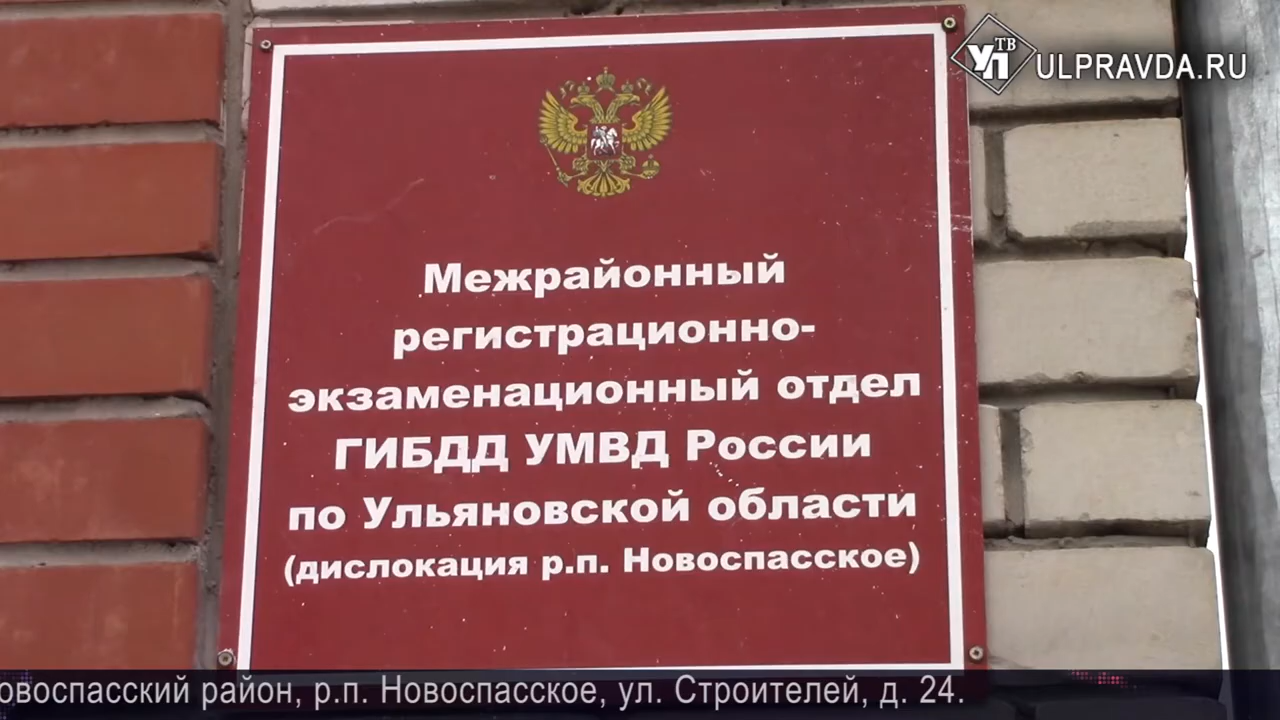 УП ТВ ULPRAVDA.RU
Межрайонный
регистрационно-
экзаменационный отдел
ГИБДД УМВД России
по Ульяновской области
(дислокация р.п. Новоспасское)
овоспасский район, р.п. Новоспасское, ул. Строителей, д. 24.